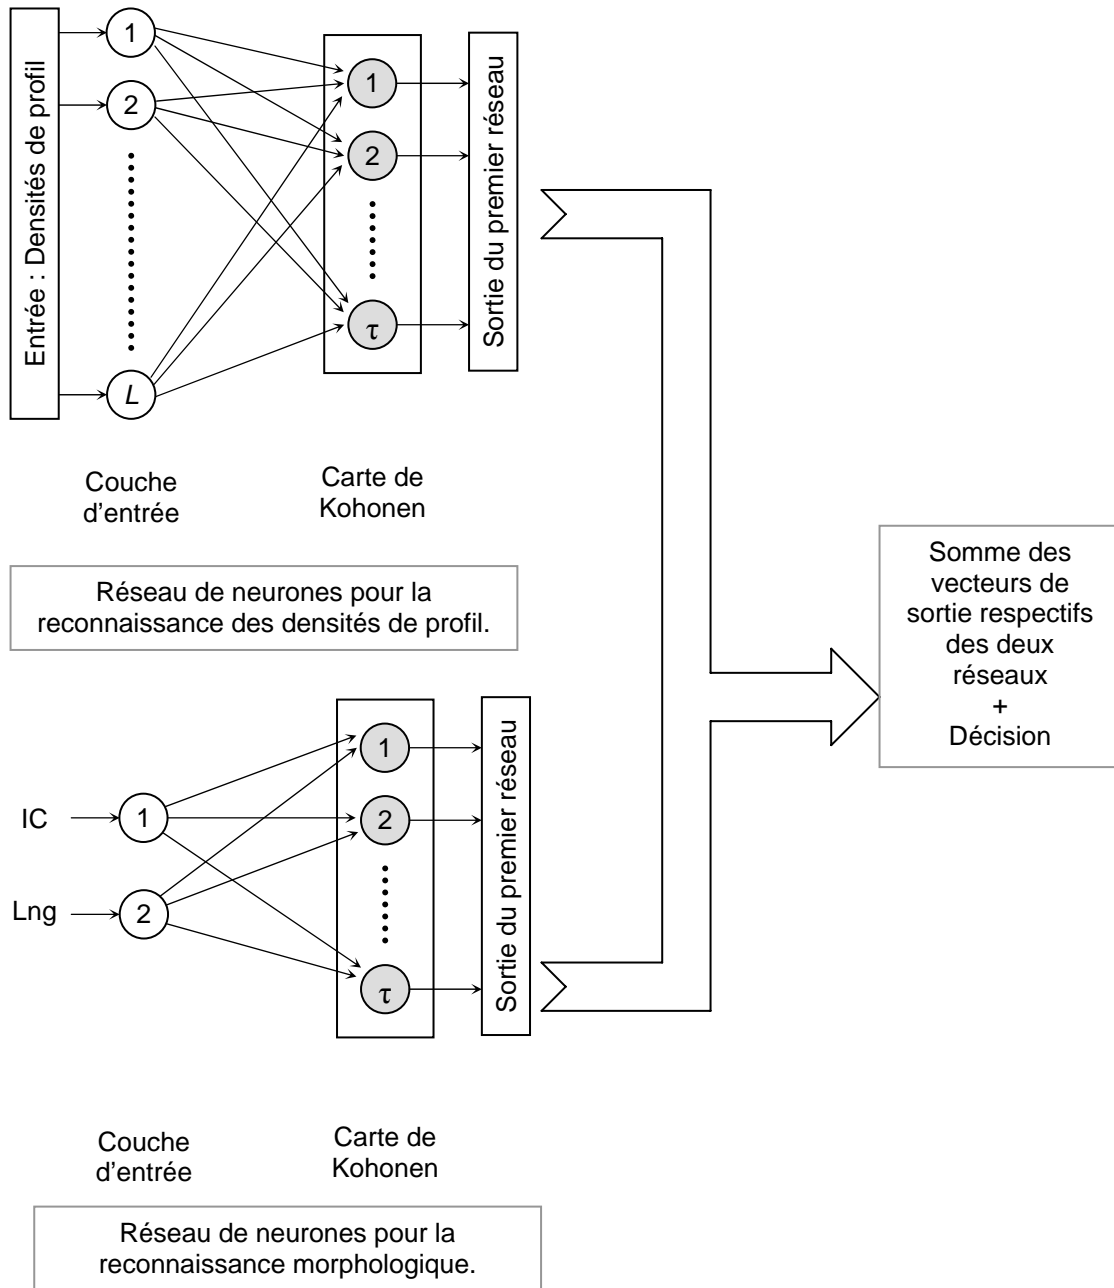 Entrée : Densités de profil
1
2
L
1
2
τ
Sortie du premier réseau
Couche
d'entrée
Carte de
Kohonen
Réseau de neurones pour la
reconnaissance des densités de profil.
IC
Lng
1
2
1
2
τ
Sortie du premier réseau
Couche
d'entrée
Carte de
Kohonen
Réseau de neurones pour la
reconnaissance morphologique.
Somme des
vecteurs de
sortie respectifs
des deux
réseaux
+
Décision